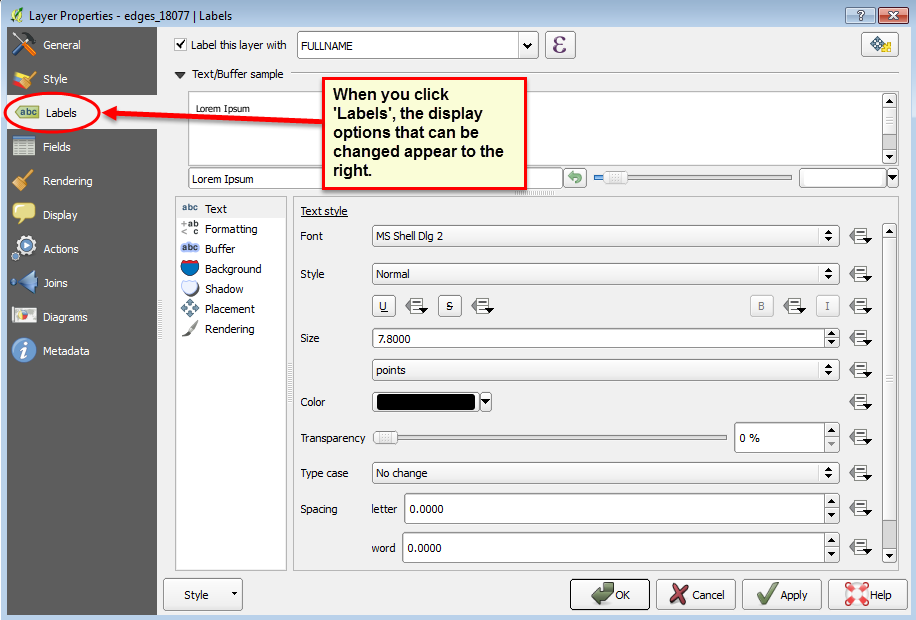 Layer Properties - edges_18077 | Labels
?
General
Style
abc Labels
Fields
Rendering
Display
Actions
Joins
Diagrams
i Metadata
Label this layer with FULLNAME ε
Text/Buffer sample
Lorem Ipsum
When you click
'Labels', the display
options that can be
changed appear to the
right.
Lorem Ipsum
abc Text
+ab
< c Formatting
abc Buffer
Background
Shadow
Placement
Rendering
Text style
Font MS Shell Dlg 2
Style Normal
U S B I
Size 7.8000
points
Color
Transparency 0 %
Type case No change
Spacing letter 0.0000
word 0.0000
Style
OK Cancel Apply Help